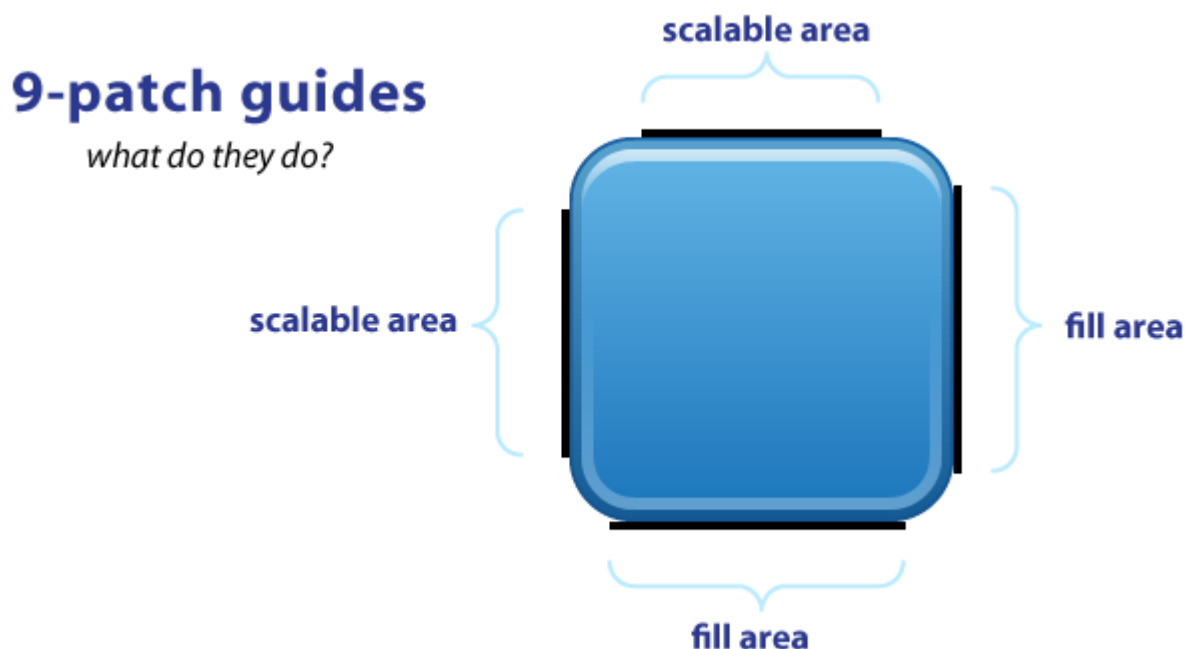 scalable area
9-patch guides
what do they do?
scalable area
fill area
fill area